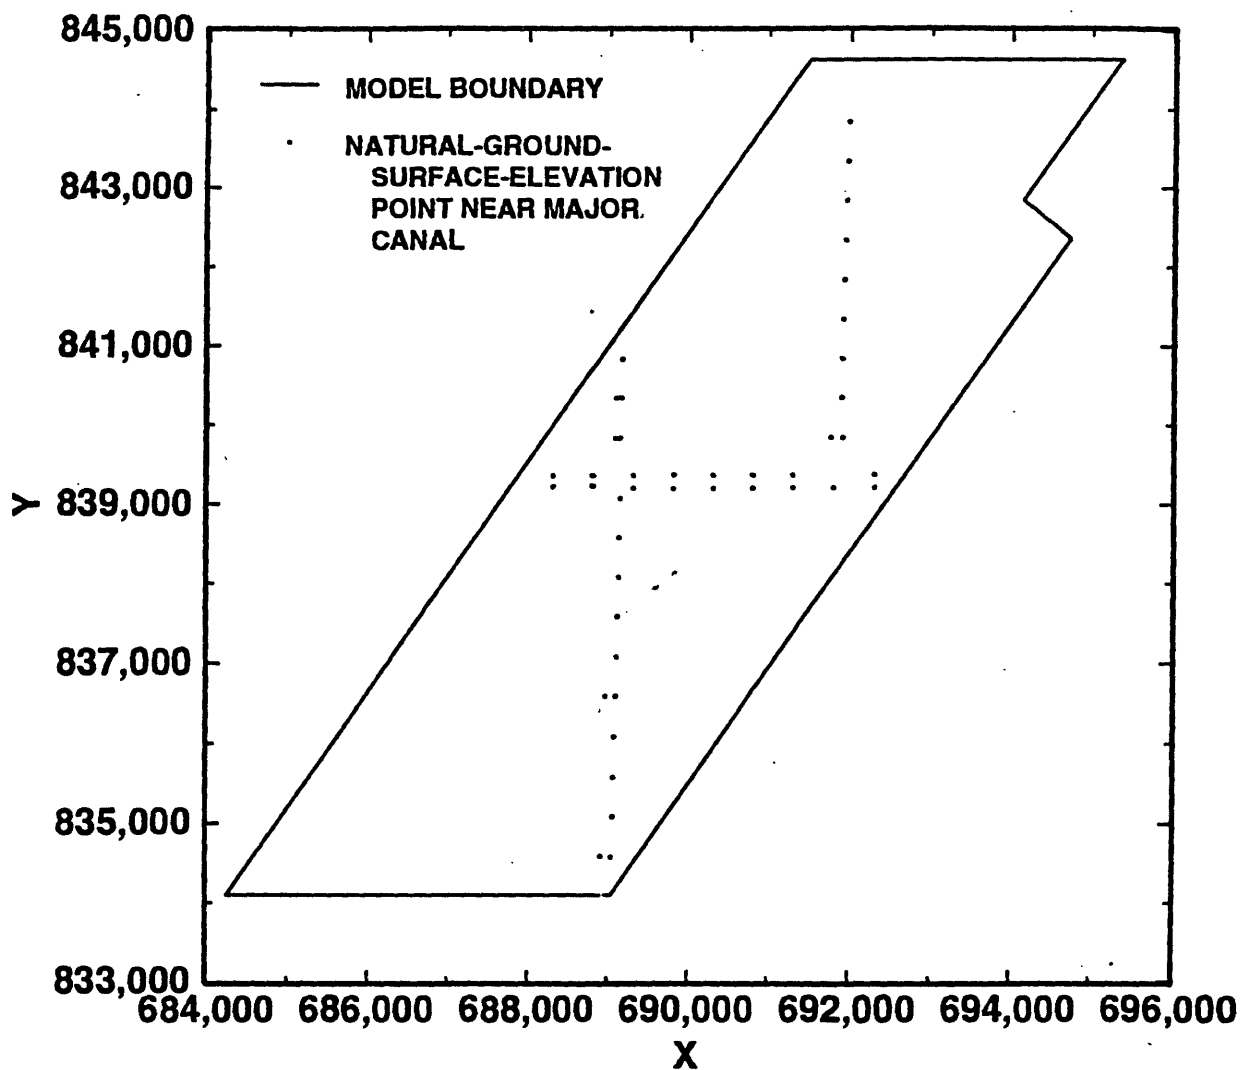 845,000
MODEL BOUNDARY
NATURAL-GROUND-
SURFACE-ELEVATION
POINT NEAR MAJOR
CANAL
843,000
841,000
Y
839,000
837,000
835,000
833,000
684,000 686,000 688,000 690,000 692,000 694,000 696,000
X